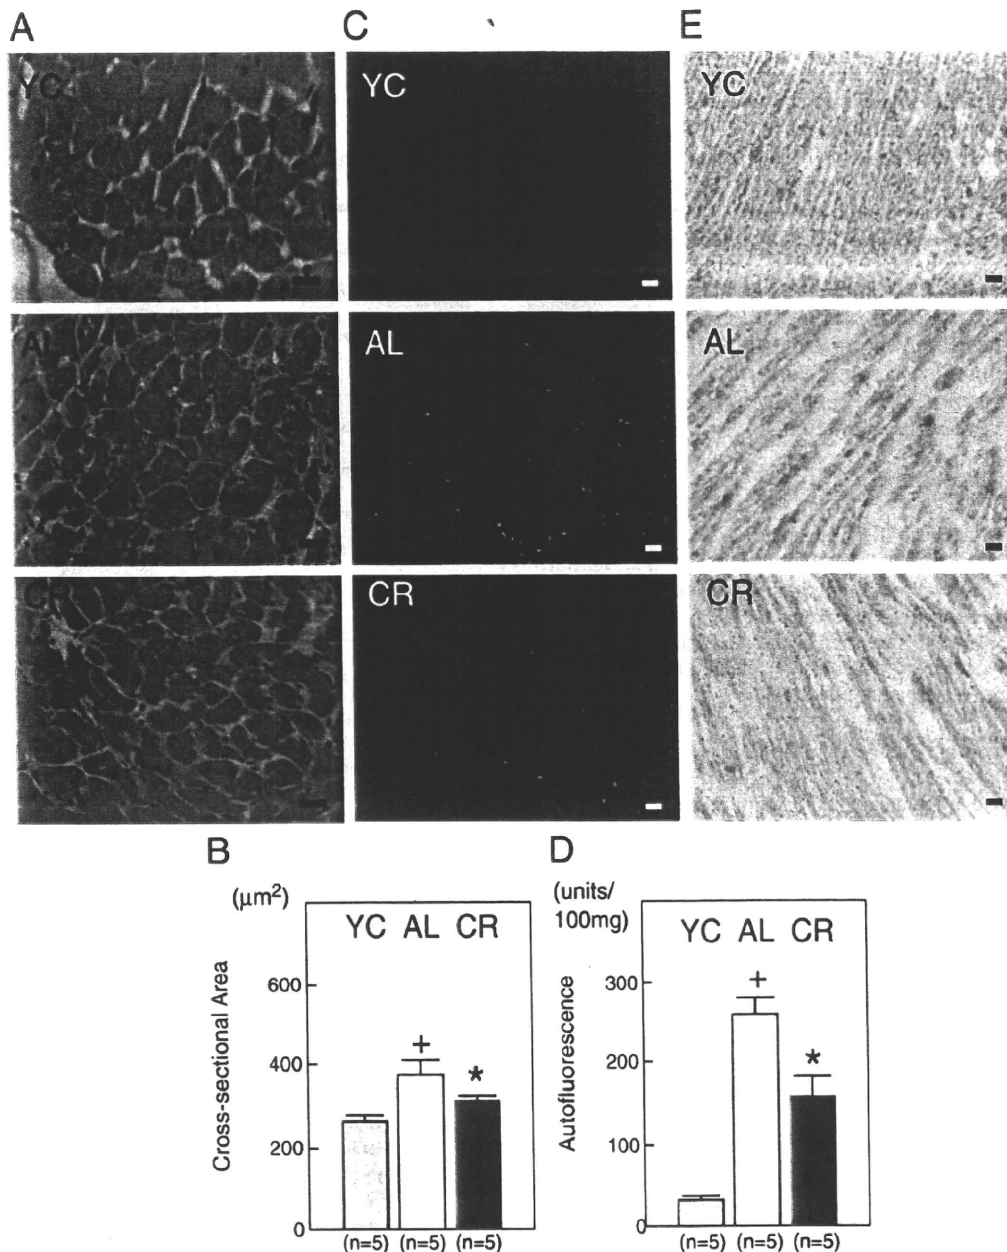 A
C
E
YC
YC
YC
AL
AL
AL
CR
CR
CR
B
(μm²)
Cross-sectional Area
YC AL CR
600
400
200
0
+
*
(n=5) (n=5) (n=5)
D
(units/
100mg)
Autofluorescence
YC AL CR
300
200
100
0
+
*
(n=5) (n=5) (n=5)